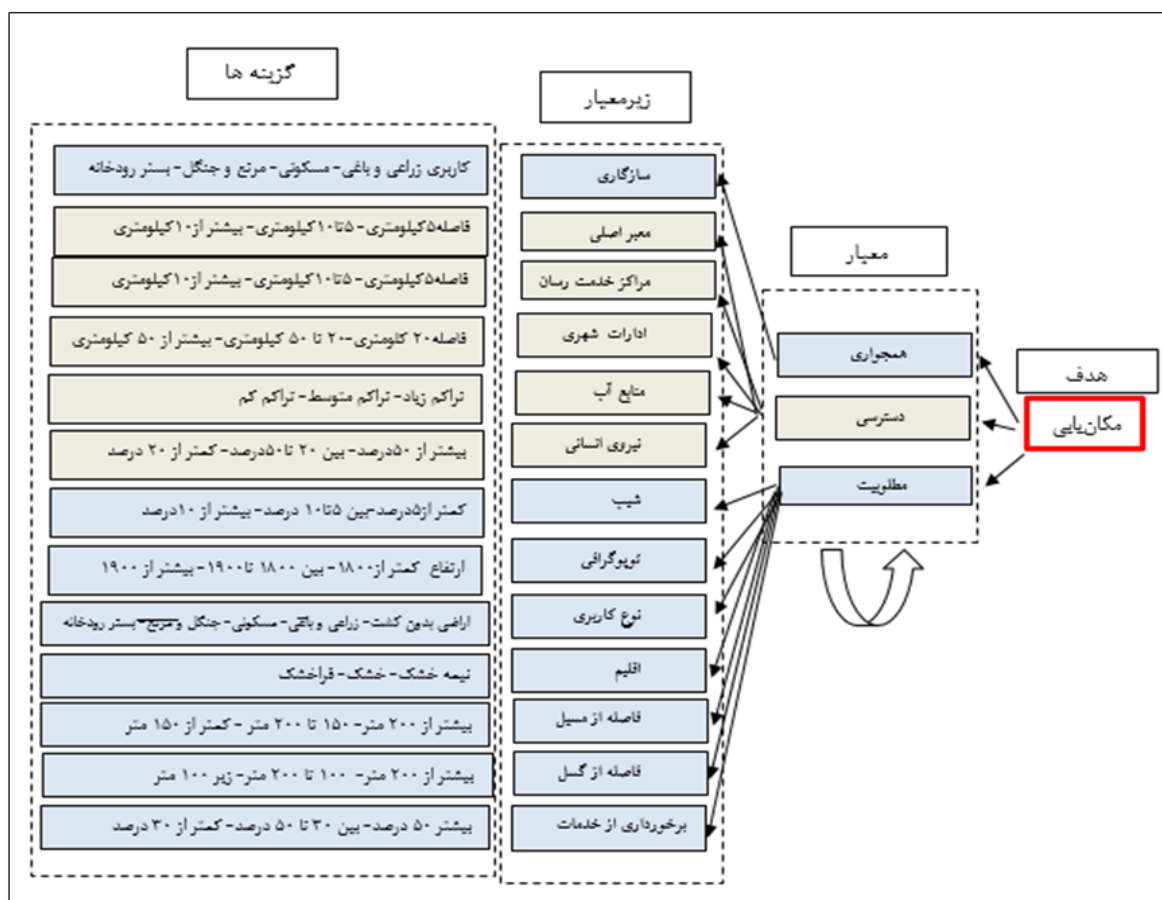 هدف
مکان‌یابی
معیار
همجواری
دسترسی
مطلوبیت
زیرمعیار
سازگاری
معبر اصلی
مراکز خدمت رسان
ادارات شهری
منابع آب
نیروی انسانی
شیب
توپوگرافی
نوع کاربری
اقلیم
فاصله از مسیل
فاصله از گسل
برخورداری از خدمات
گزینه ها
کاربری زراعی و باغی- مسکونی- مرتع و جنگل- بستر رودخانه
فاصله۵کیلومتری- ۵تا۱۰کیلومتری- بیشتر از۱۰کیلومتری
فاصله۵کیلومتری- ۵تا۱۰کیلومتری- بیشتر از۱۰کیلومتری
فاصله۲۰ کلومتری-۲۰ تا ۵۰ کیلومتری- بیشتر از ۵۰ کیلومتری
تراکم زیاد- تراکم متوسط- تراکم کم
بیشتر از ۵۰درصد- بین ۲۰ تا۵۰درصد- کمتر از ۲۰ درصد
کمتر از۵درصد-بین ۵تا۱۰ درصد- بیشتر از ۱۰درصد
ارتفاع کمتر از۱۸۰۰- بین ۱۸۰۰ تا۱۹۰۰- بیشتر از ۱۹۰۰
اراضی بدون کشت- زراعی و باغی- مسکونی- جنگل و مرتع- بستر رودخانه
نیمه خشک- خشک- فراخشک
بیشتر از ۲۰۰ متر- ۱۵۰ تا ۲۰۰ متر - کمتر از ۱۵۰ متر
بیشتر از ۲۰۰ متر- ۱۰۰ تا ۲۰۰ متر- زیر ۱۰۰ متر
بیشتر ۵۰ درصد- بین ۳۰ تا ۵۰ درصد- کمتر از ۳۰ درصد